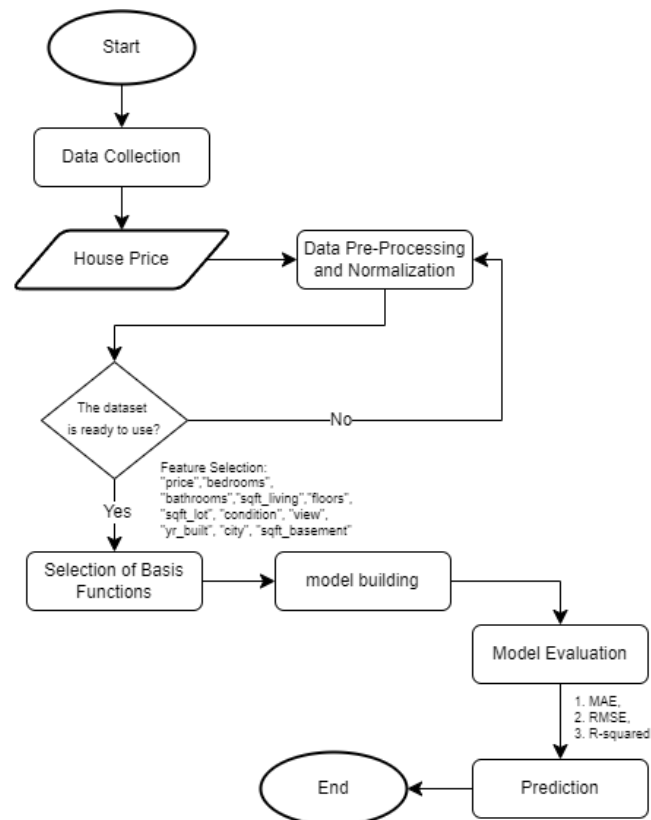 Start
Data Collection
House Price
Data Pre-Processing
and Normalization
The dataset
is ready to use?
No
Feature Selection:
"price","bedrooms",
"bathrooms","sqft_living","floors",
"sqft_lot", "condition", "view",
"yr_built", "city", "sqft_basement"
Yes
Selection of Basis
Functions
model building
Model Evaluation
1. MAE,
2. RMSE,
3. R-squared
Prediction
End